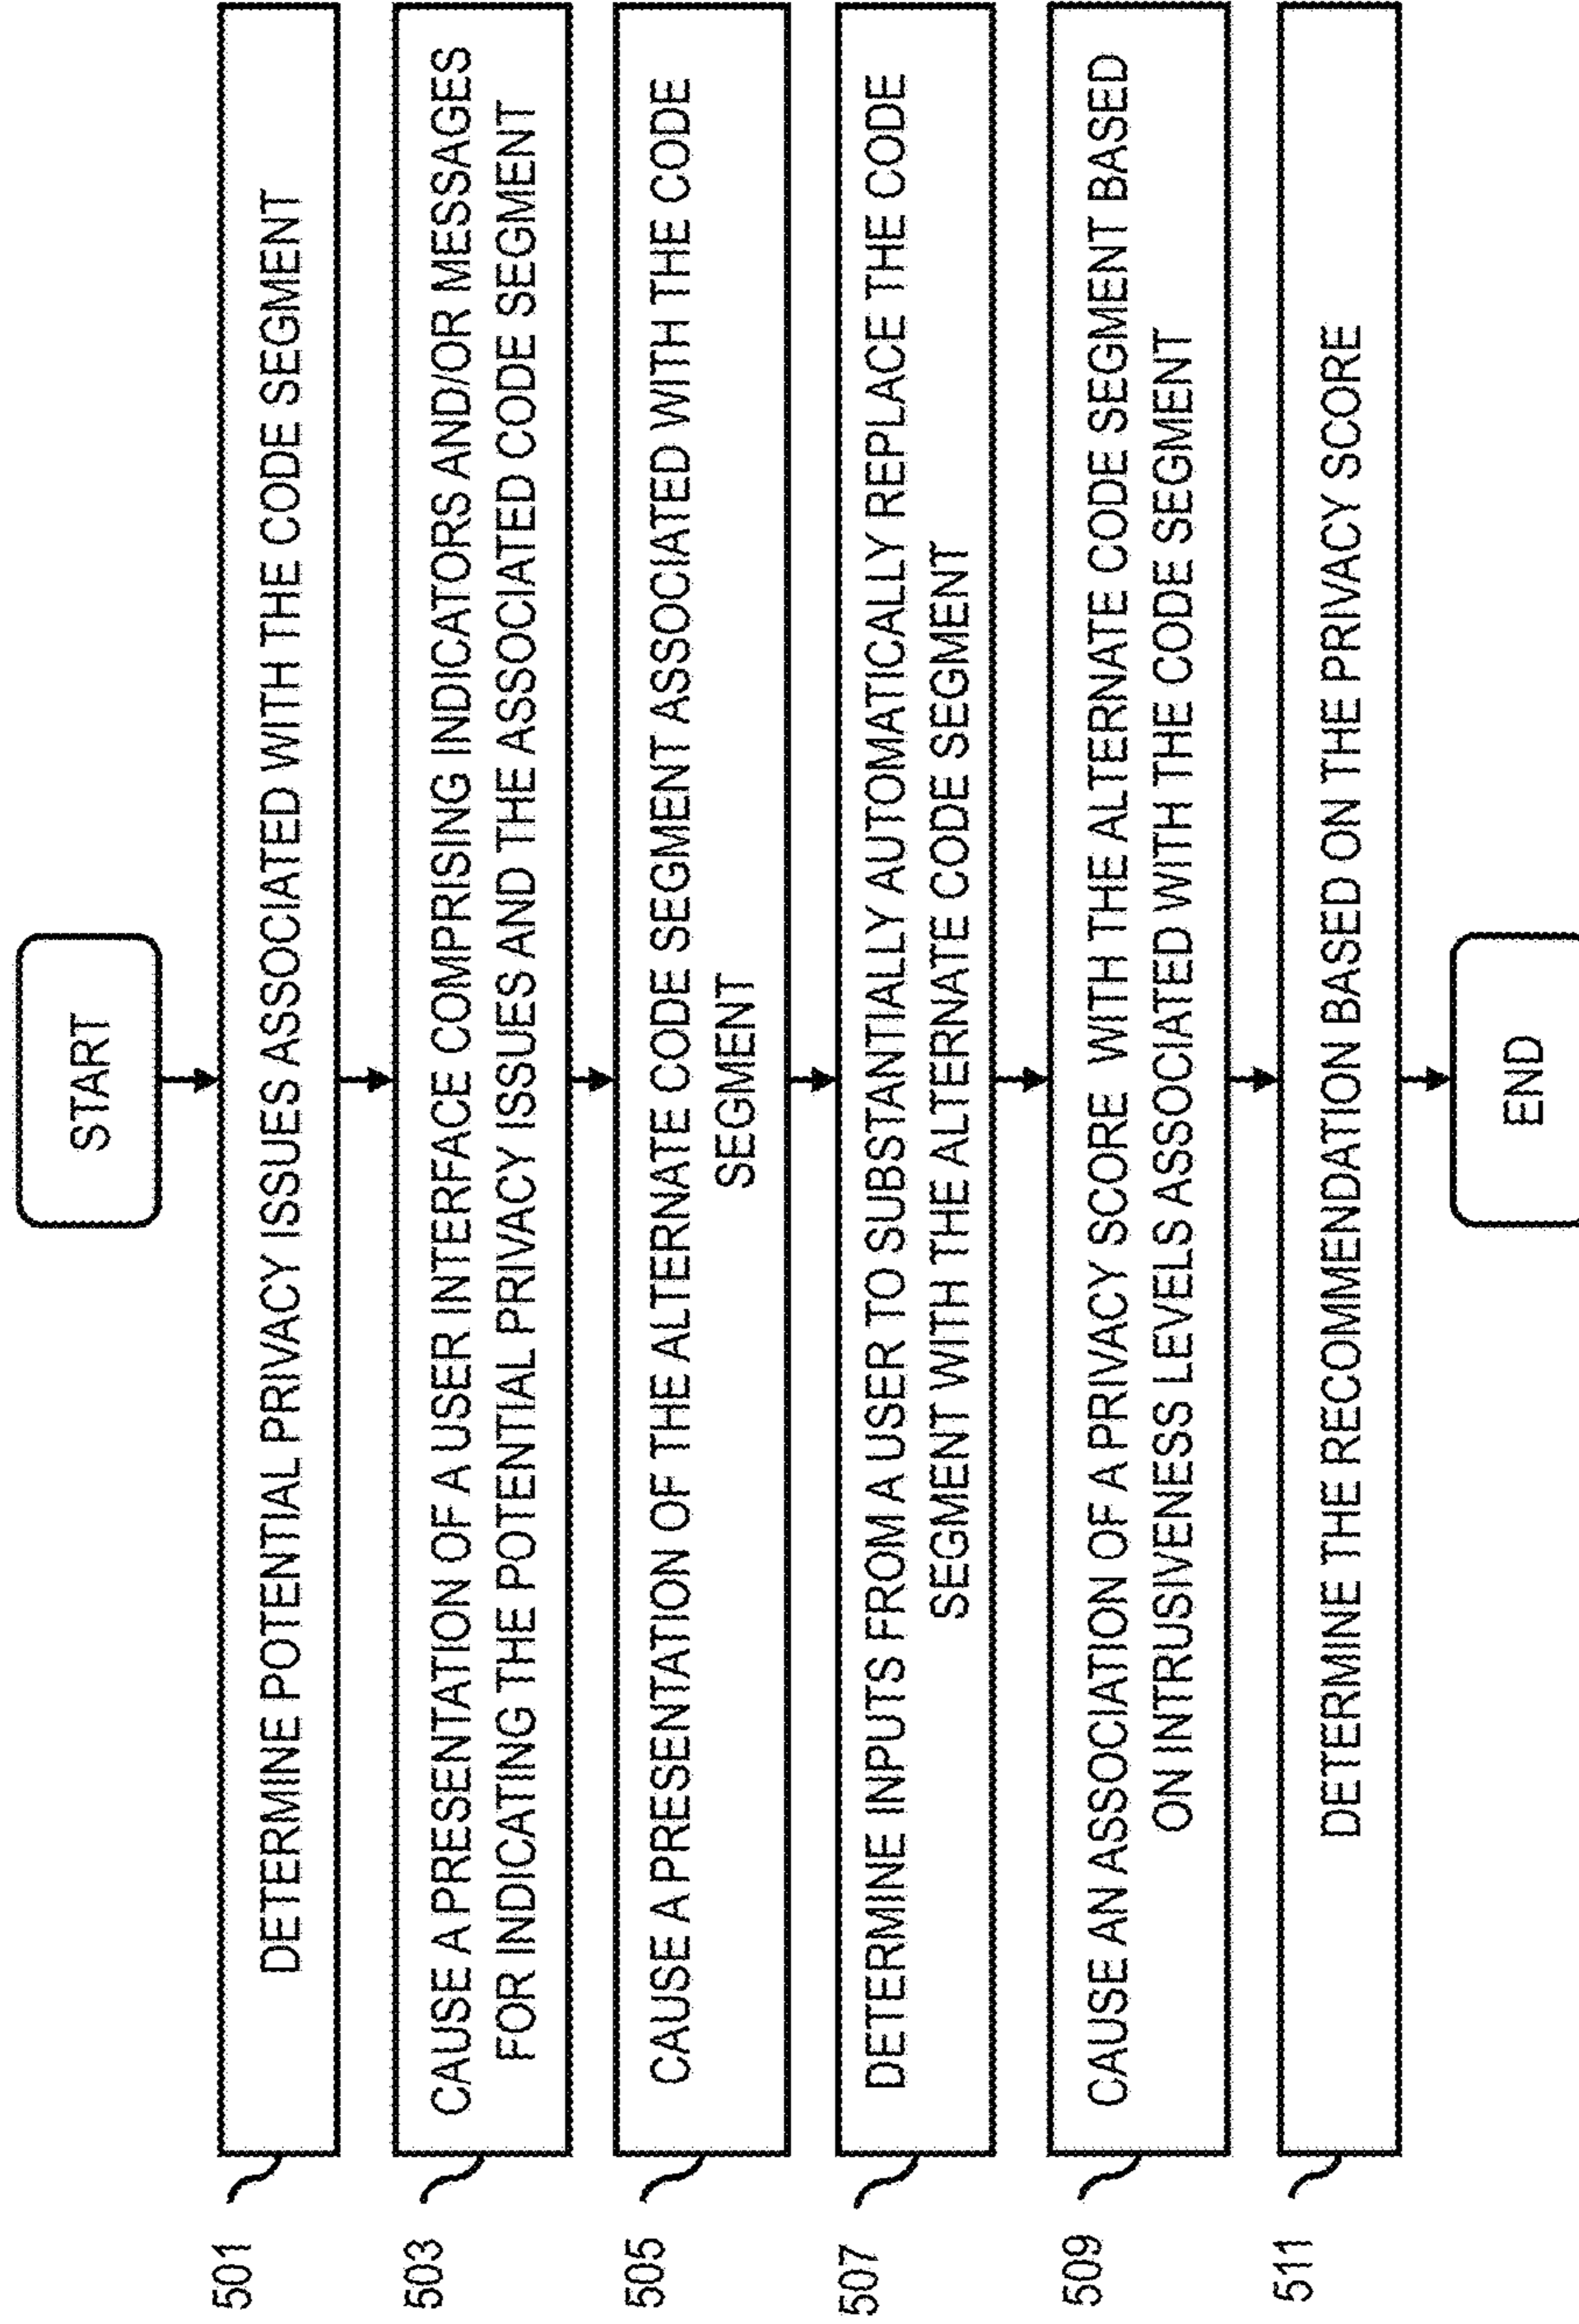 START
501
DETERMINE POTENTIAL PRIVACY ISSUES ASSOCIATED WITH THE CODE SEGMENT
503
CAUSE A PRESENTATION OF A USER INTERFACE COMPRISING INDICATORS AND/OR MESSAGES
FOR INDICATING THE POTENTIAL PRIVACY ISSUES AND THE ASSOCIATED CODE SEGMENT
505
CAUSE A PRESENTATION OF THE ALTERNATE CODE SEGMENT ASSOCIATED WITH THE CODE
SEGMENT
507
DETERMINE INPUTS FROM A USER TO SUBSTANTIALLY AUTOMATICALLY REPLACE THE CODE
SEGMENT WITH THE ALTERNATE CODE SEGMENT
509
CAUSE AN ASSOCIATION OF A PRIVACY SCORE WITH THE ALTERNATE CODE SEGMENT BASED
ON INTRUSIVENESS LEVELS ASSOCIATED WITH THE CODE SEGMENT
511
DETERMINE THE RECOMMENDATION BASED ON THE PRIVACY SCORE
END